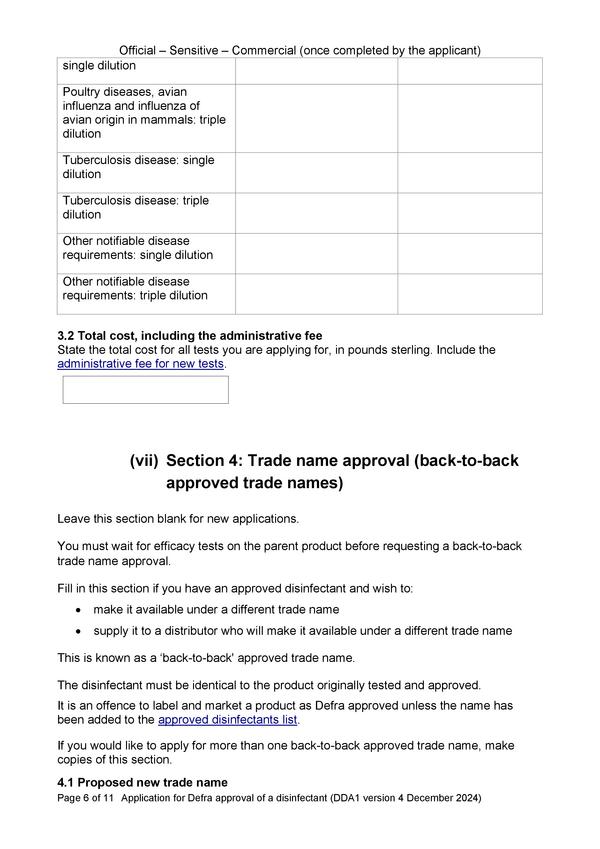 Official – Sensitive – Commercial (once completed by the applicant)
single dilution
Poultry diseases, avian
influenza and influenza of
avian origin in mammals: triple
dilution
Tuberculosis disease: single
dilution
Tuberculosis disease: triple
dilution
Other notifiable disease
requirements: single dilution
Other notifiable disease
requirements: triple dilution
3.2 Total cost, including the administrative fee
State the total cost for all tests you are applying for, in pounds sterling. Include the
administrative fee for new tests.
(vii) Section 4: Trade name approval (back-to-back
approved trade names)
Leave this section blank for new applications.
You must wait for efficacy tests on the parent product before requesting a back-to-back
trade name approval.
Fill in this section if you have an approved disinfectant and wish to:
• make it available under a different trade name
• supply it to a distributor who will make it available under a different trade name
This is known as a ‘back-to-back’ approved trade name.
The disinfectant must be identical to the product originally tested and approved.
It is an offence to label and market a product as Defra approved unless the name has
been added to the approved disinfectants list.
If you would like to apply for more than one back-to-back approved trade name, make
copies of this section.
4.1 Proposed new trade name
Page 6 of 11 Application for Defra approval of a disinfectant (DDA1 version 4 December 2024)